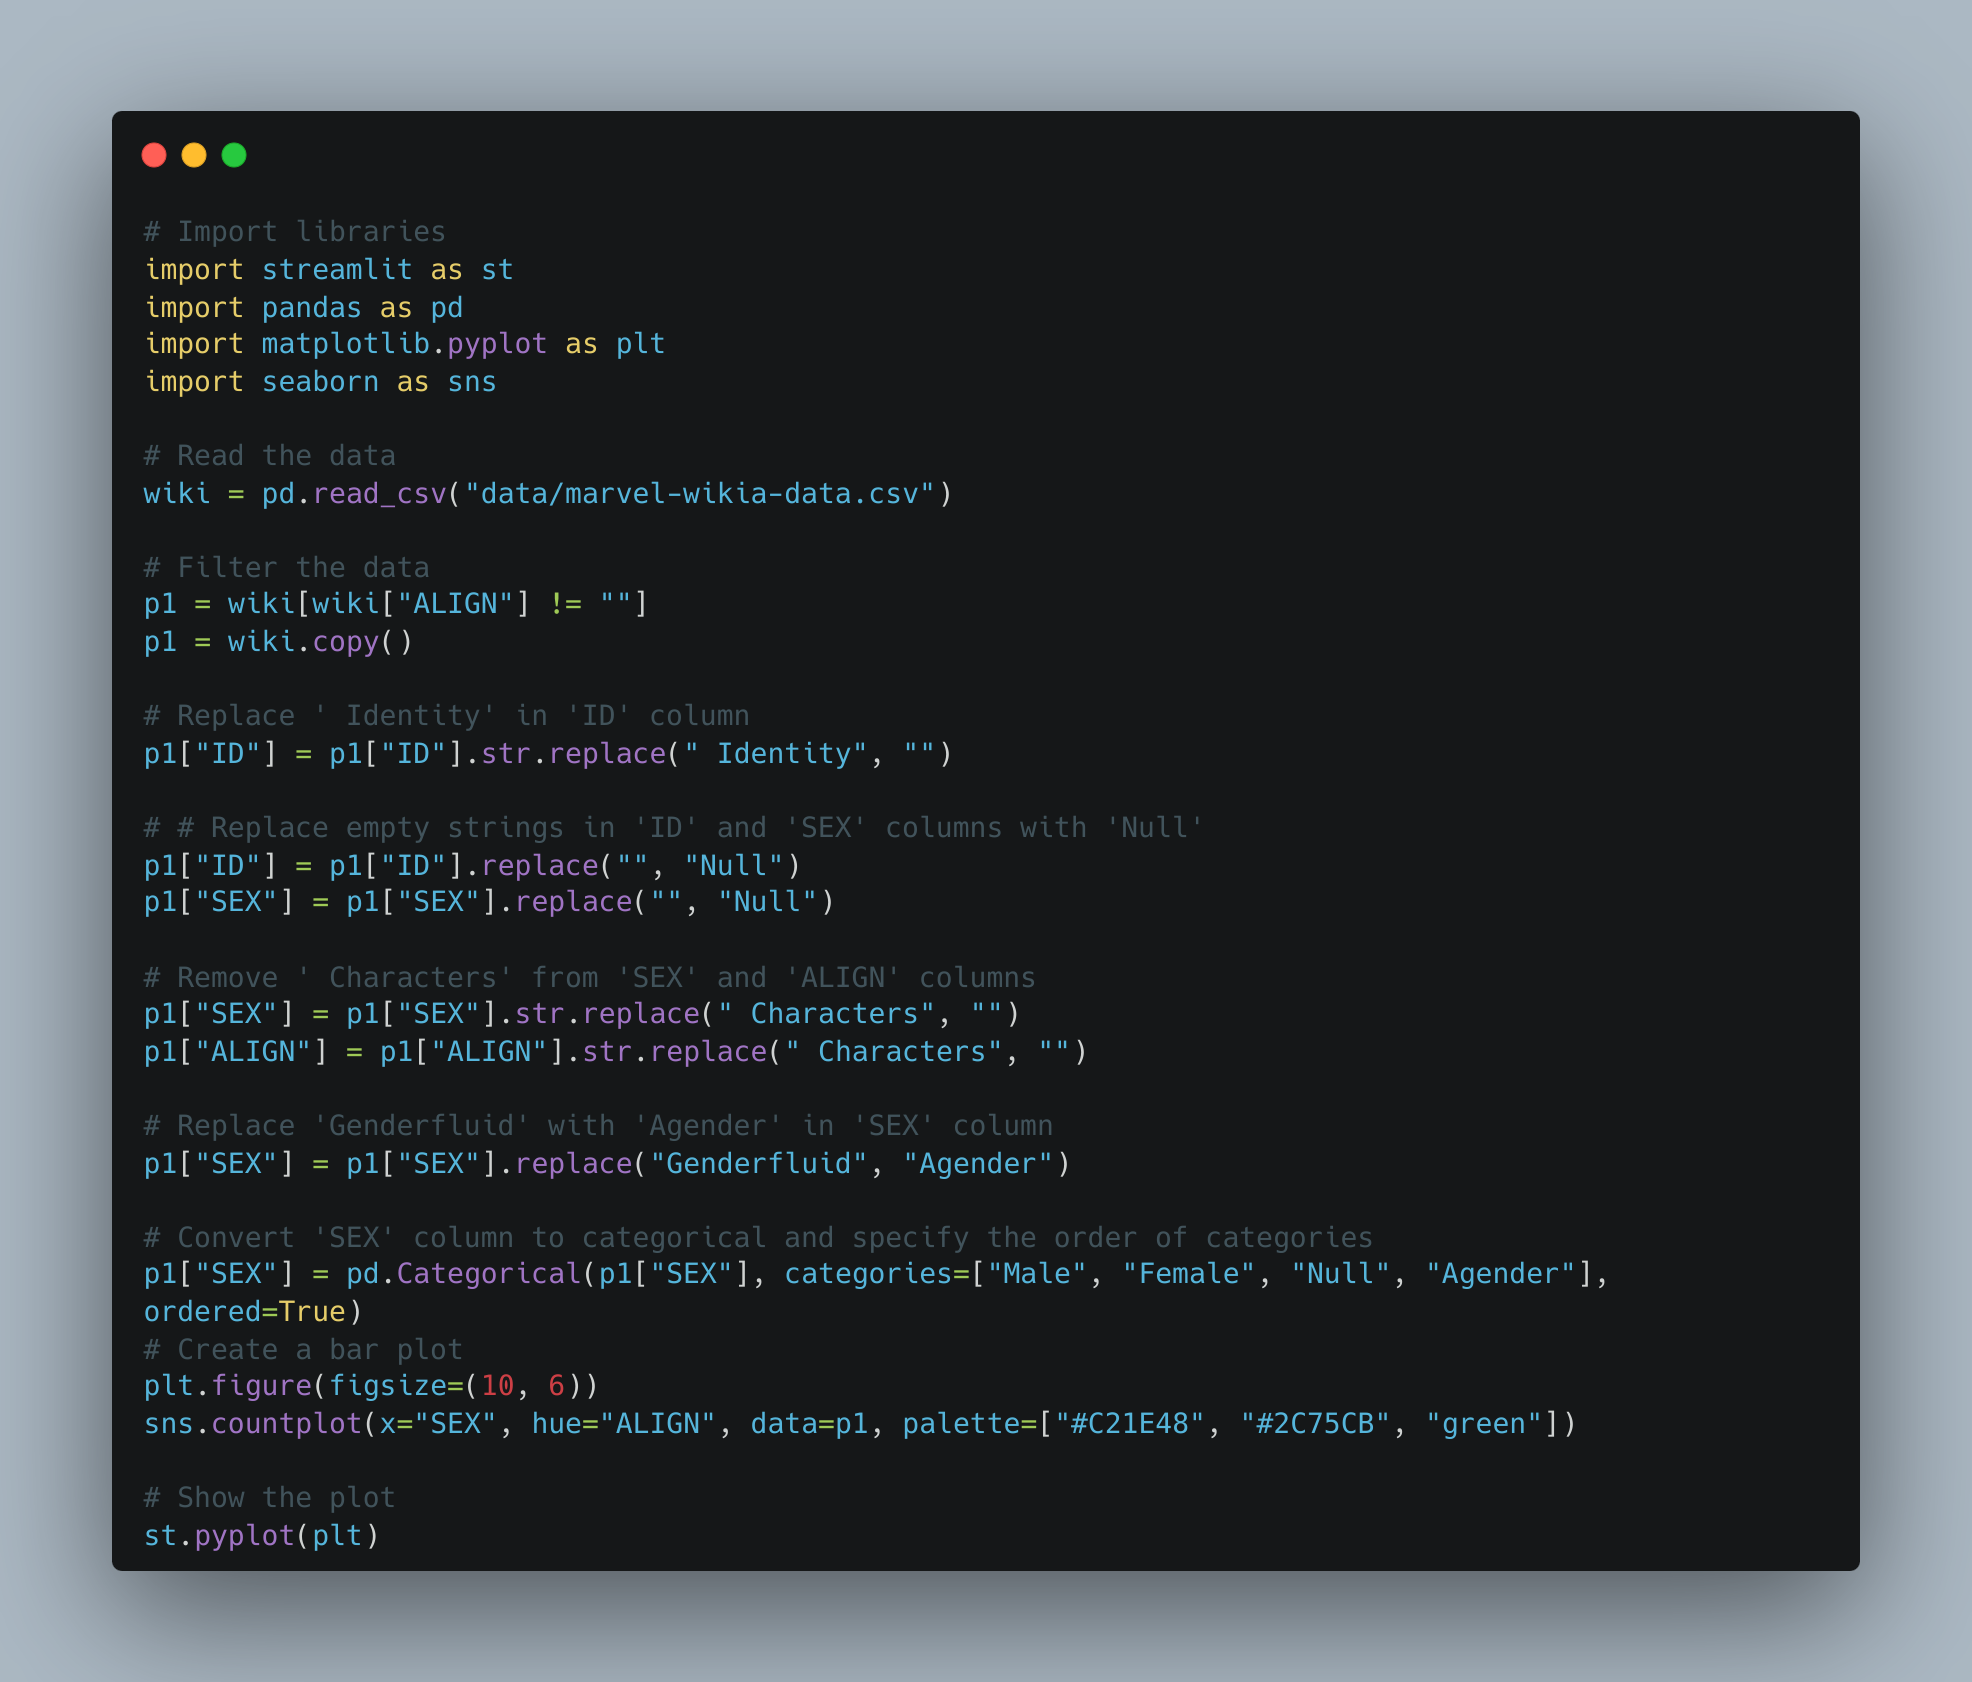 # Import libraries
import streamlit as st
import pandas as pd
import matplotlib.pyplot as plt
import seaborn as sns
# Read the data
wiki = pd.read_csv("data/marvel-wikia-data.csv")
# Filter the data
p1 = wiki[wiki["ALIGN"] != ""]
p1 = wiki.copy()
# Replace ' Identity' in 'ID' column
p1["ID"] = p1["ID"].str.replace(" Identity", "")
# # Replace empty strings in 'ID' and 'SEX' columns with 'Null'
p1["ID"] = p1["ID"].replace("", "Null")
p1["SEX"] = p1["SEX"].replace("", "Null")
# Remove ' Characters' from 'SEX' and 'ALIGN' columns
p1["SEX"] = p1["SEX"].str.replace(" Characters", "")
p1["ALIGN"] = p1["ALIGN"].str.replace(" Characters", "")
# Replace 'Genderfluid' with 'Agender' in 'SEX' column
p1["SEX"] = p1["SEX"].replace("Genderfluid", "Agender")
# Convert 'SEX' column to categorical and specify the order of categories
p1["SEX"] = pd.Categorical(p1["SEX"], categories=["Male", "Female", "Null", "Agender"],
ordered=True)
# Create a bar plot
plt.figure(figsize=(10, 6))
sns.countplot(x="SEX", hue="ALIGN", data=p1, palette=["#C21E48", "#2C75CB", "green"])
# Show the plot
st.pyplot(plt)